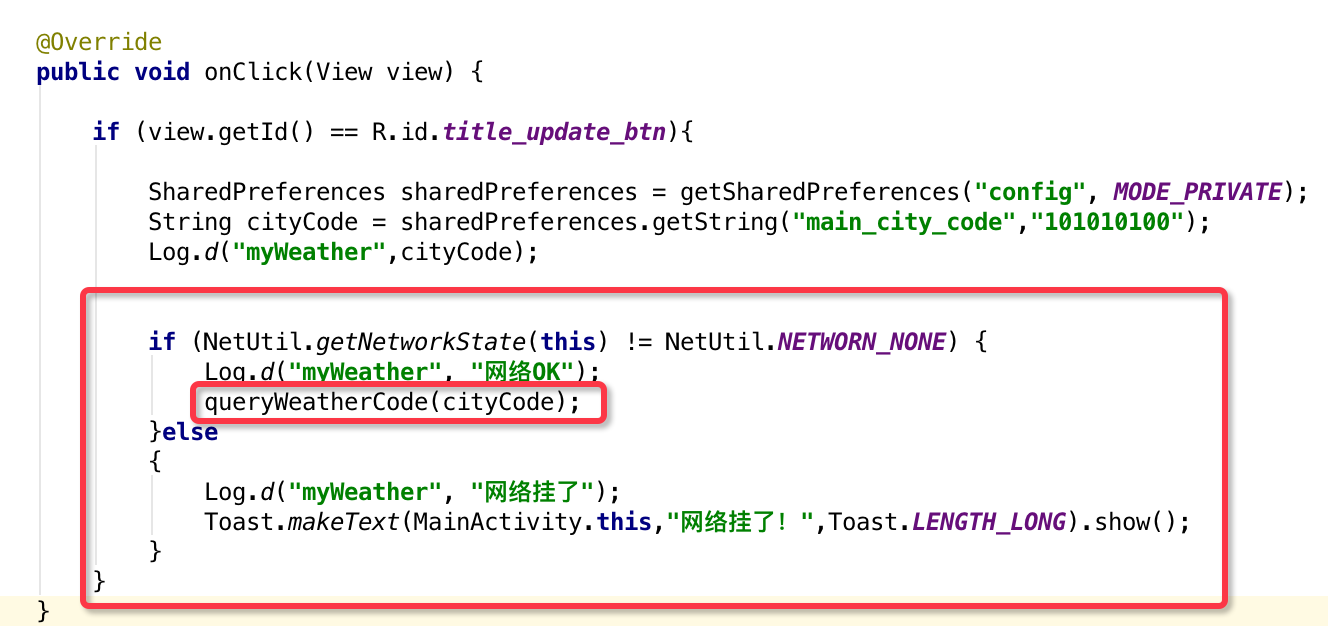 @Override
public void onClick(View view) {
if (view.getId() == R.id.title_update_btn){
SharedPreferences sharedPreferences = getSharedPreferences("config", MODE_PRIVATE);
String cityCode = sharedPreferences.getString("main_city_code","101010100");
Log.d("myWeather",cityCode);
if (NetUtil.getNetworkState(this) != NetUtil.NETWORN_NONE) {
Log.d("myWeather", "网络OK");
queryWeatherCode(cityCode);
}else
{
Log.d("myWeather", "网络挂了");
Toast.makeText(MainActivity.this,"网络挂了！",Toast.LENGTH_LONG).show();
}
}
}